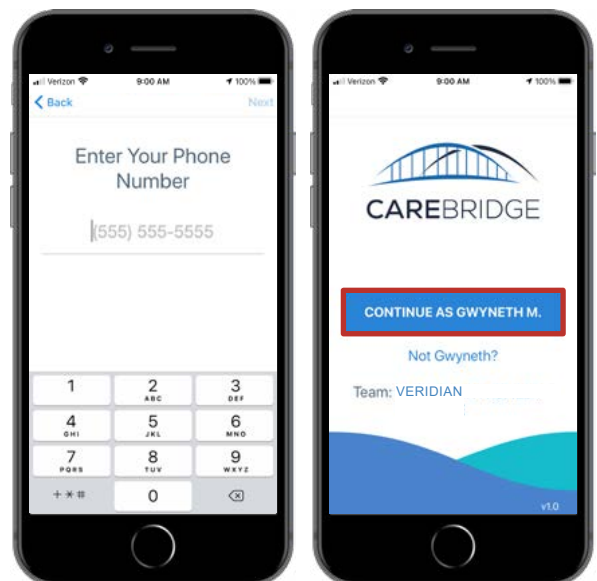 Verizon 9:00 AM 100%
Back Next
Enter Your Phone
Number
(555) 555-5555
1 2 3
ABC DEF
4 5 6
GHI JKL MNO
7 8 9
PQRS TUV WXYZ
+ * # 0
Verizon 9:00 AM 100%
CAREBRIDGE
CONTINUE AS GWYNETH M.
Not Gwyneth?
Team: VERIDIAN
v1.0